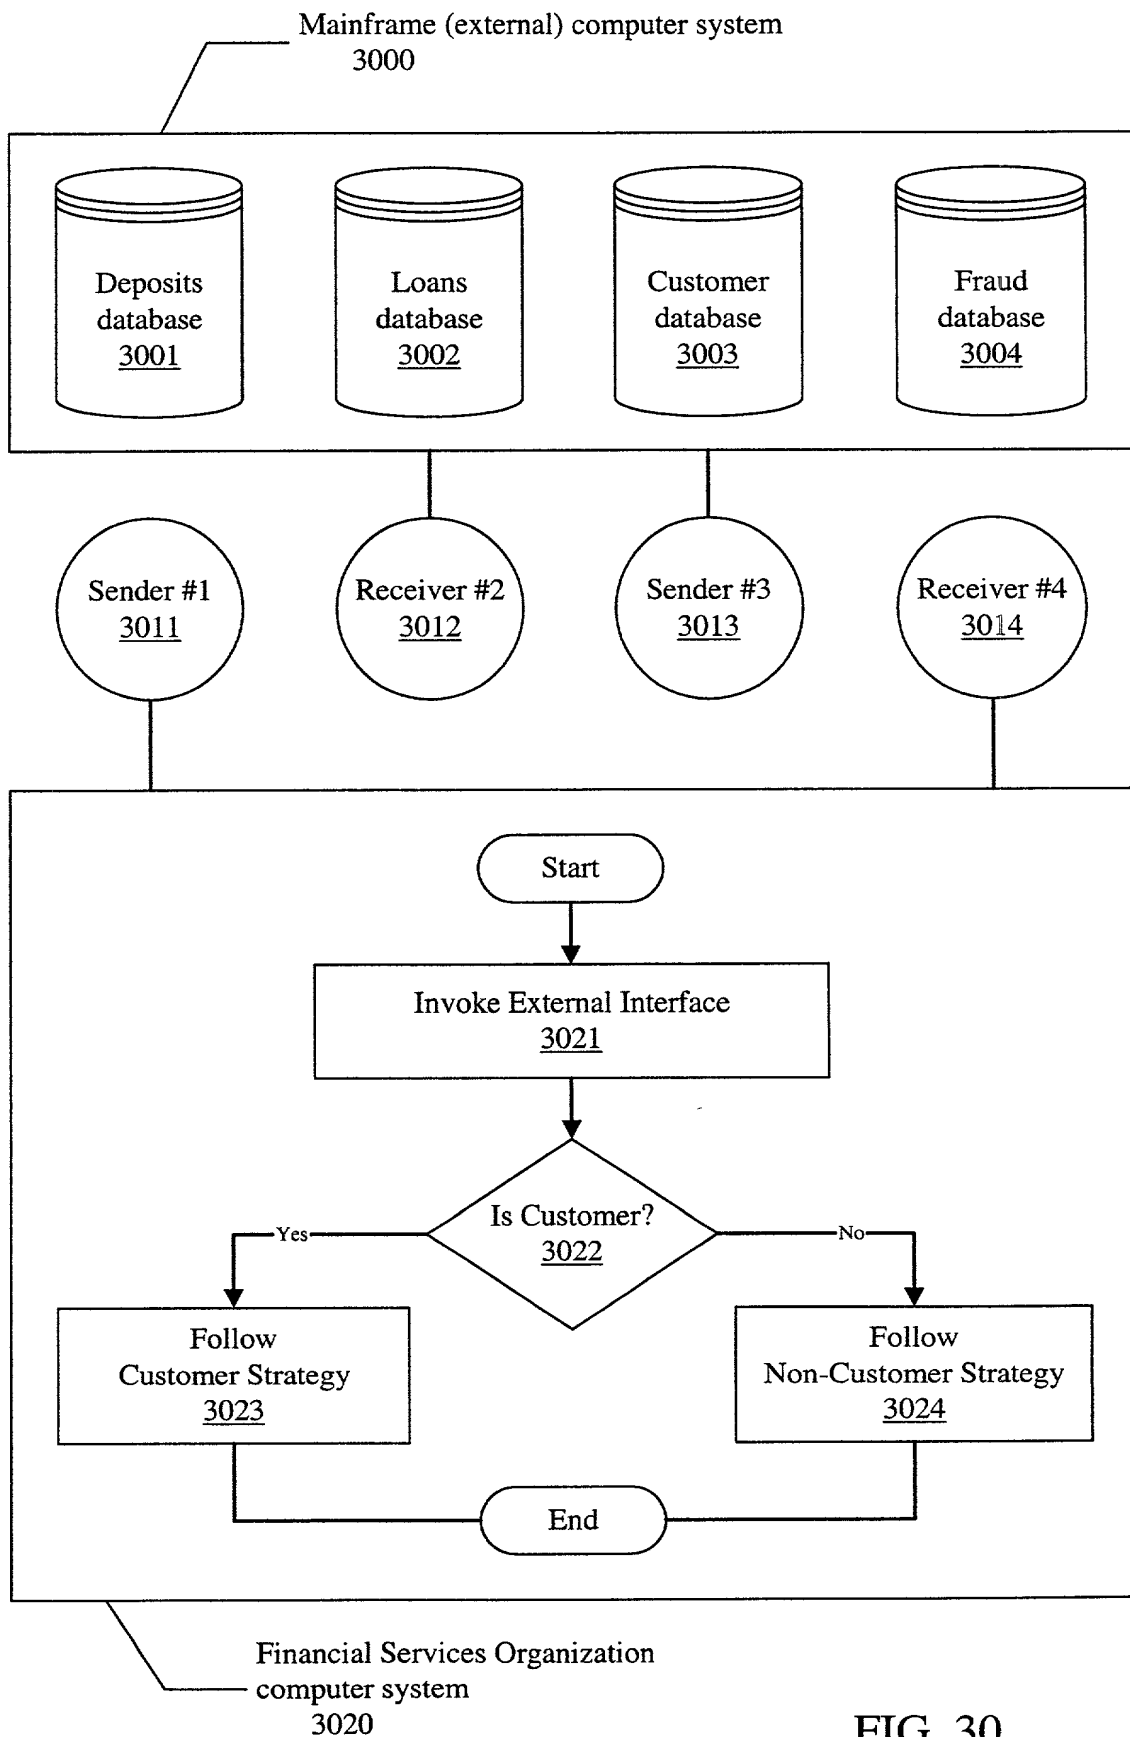 Mainframe (external) computer system
3000
Deposits
database
3001
Loans
database
3002
Customer
database
3003
Fraud
database
3004
Sender #1
3011
Receiver #2
3012
Sender #3
3013
Receiver #4
3014
Start
Invoke External Interface
3021
Is Customer?
3022
Yes
No
Follow
Customer Strategy
3023
Follow
Non-Customer Strategy
3024
End
Financial Services Organization
computer system
3020
FIG. 30